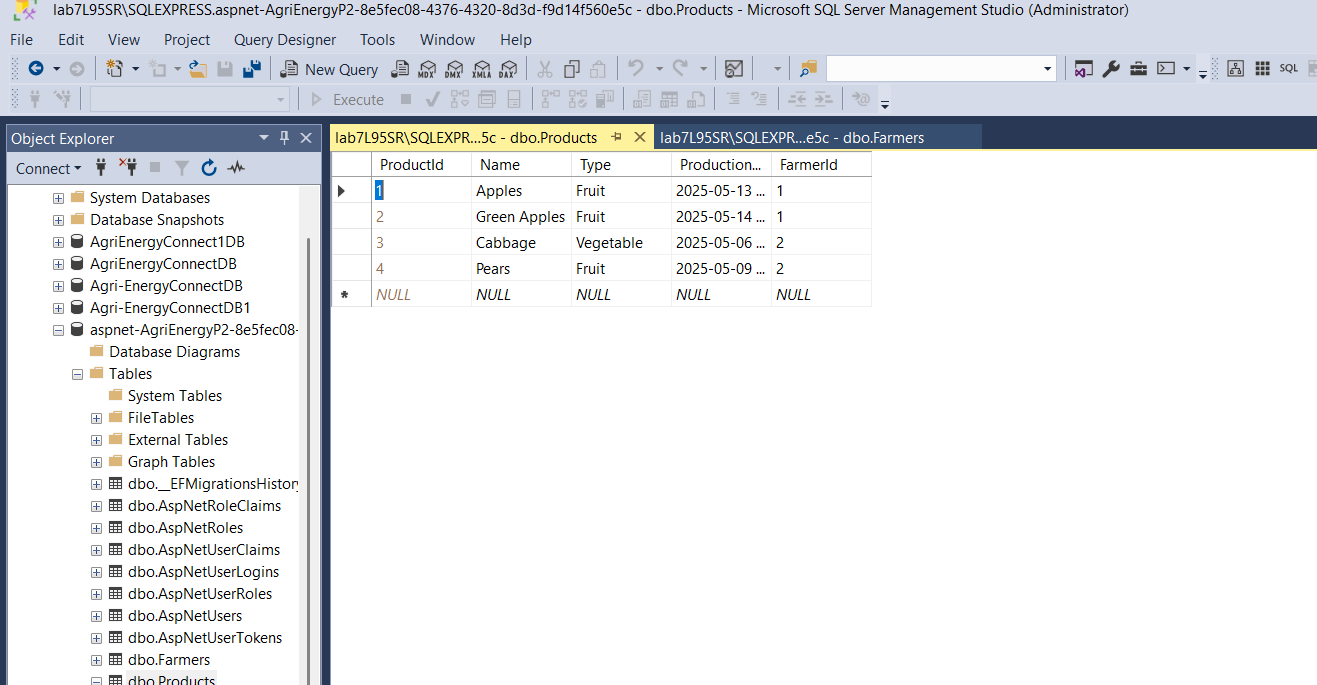 lab7L95SR\SQLEXPRESS.aspnet-AgriEnergyP2-8e5fec08-4376-4320-8d3d-f9d14f560e5c - dbo.Products - Microsoft SQL Server Management Studio (Administrator)
File Edit View Project Query Designer Tools Window Help
New Query MDX DMX XMLA DAX SQL
Execute
Object Explorer
Connect
System Databases
Database Snapshots
AgriEnergyConnect1DB
AgriEnergyConnectDB
Agri-EnergyConnectDB
Agri-EnergyConnectDB1
aspnet-AgriEnergyP2-8e5fec08-
Database Diagrams
Tables
System Tables
FileTables
External Tables
Graph Tables
dbo.__EFMigrationsHistory
dbo.AspNetRoleClaims
dbo.AspNetRoles
dbo.AspNetUserClaims
dbo.AspNetUserLogins
dbo.AspNetUserRoles
dbo.AspNetUsers
dbo.AspNetUserTokens
dbo.Farmers
dbo.Products
lab7L95SR\SQLEXPR...5c - dbo.Products lab7L95SR\SQLEXPR...e5c - dbo.Farmers
ProductId Name Type Production... FarmerId
1 Apples Fruit 2025-05-13 ... 1
2 Green Apples Fruit 2025-05-14 ... 1
3 Cabbage Vegetable 2025-05-06 ... 2
4 Pears Fruit 2025-05-09 ... 2
NULL NULL NULL NULL NULL